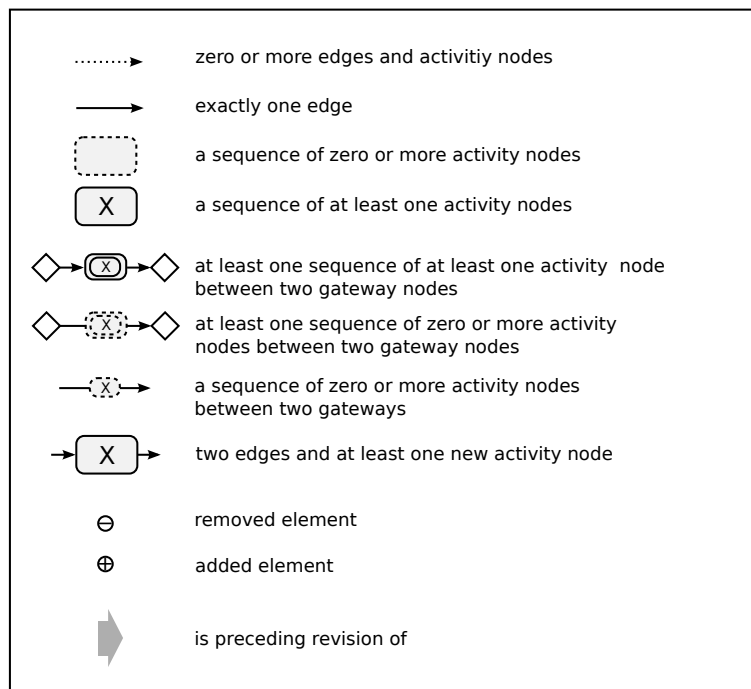 zero or more edges and activitiy nodes
exactly one edge
a sequence of zero or more activity nodes
X a sequence of at least one activity nodes
X at least one sequence of at least one activity node
between two gateway nodes
X at least one sequence of zero or more activity
nodes between two gateway nodes
X a sequence of zero or more activity nodes
between two gateways
X two edges and at least one new activity node
removed element
added element
is preceding revision of